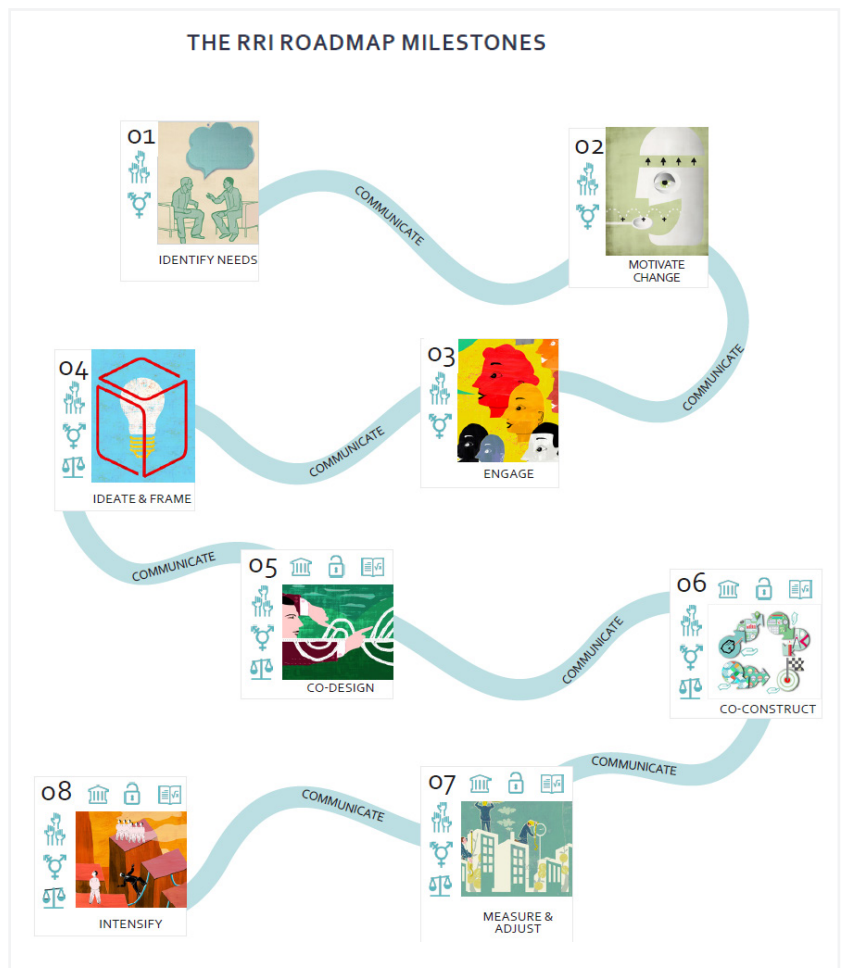 THE RRI ROADMAP MILESTONES
01
IDENTIFY NEEDS
COMMUNICATE
02
MOTIVATE
CHANGE
COMMUNICATE
03
ENGAGE
COMMUNICATE
04
IDEATE & FRAME
COMMUNICATE
05
CO-DESIGN
COMMUNICATE
06
CO-CONSTRUCT
COMMUNICATE
07
MEASURE &
ADJUST
COMMUNICATE
08
INTENSIFY